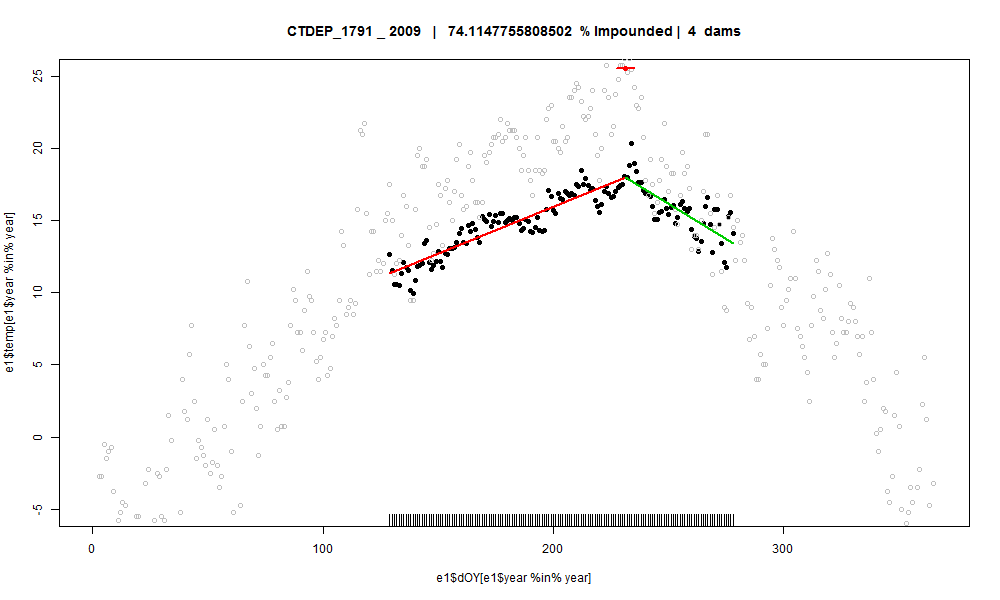 CTDEP_1791 _ 2009 | 74.1147755808502 % Impounded | 4 dams
e1$temp[e1$year %in% year]
25
20
15
10
5
0
-5
0 100 200 300
e1$dOY[e1$year %in% year]